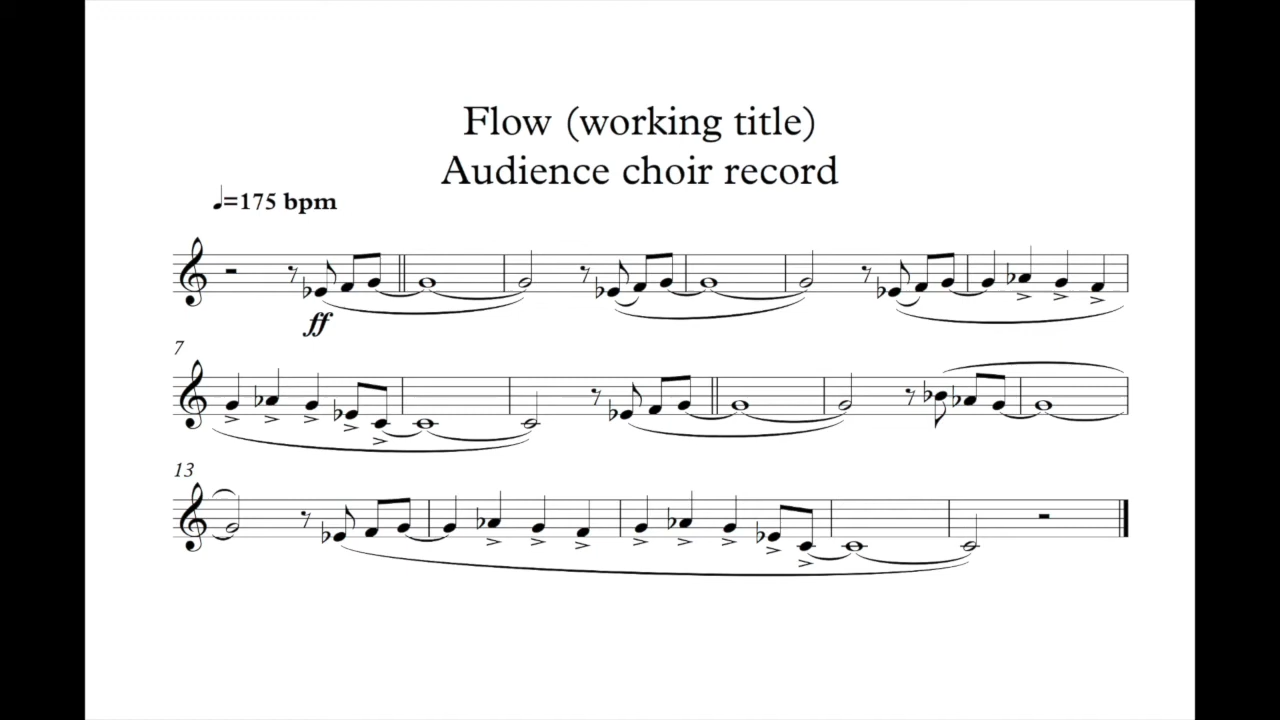 Flow (working title)
Audience choir record
♩=175 bpm
ff
7
13